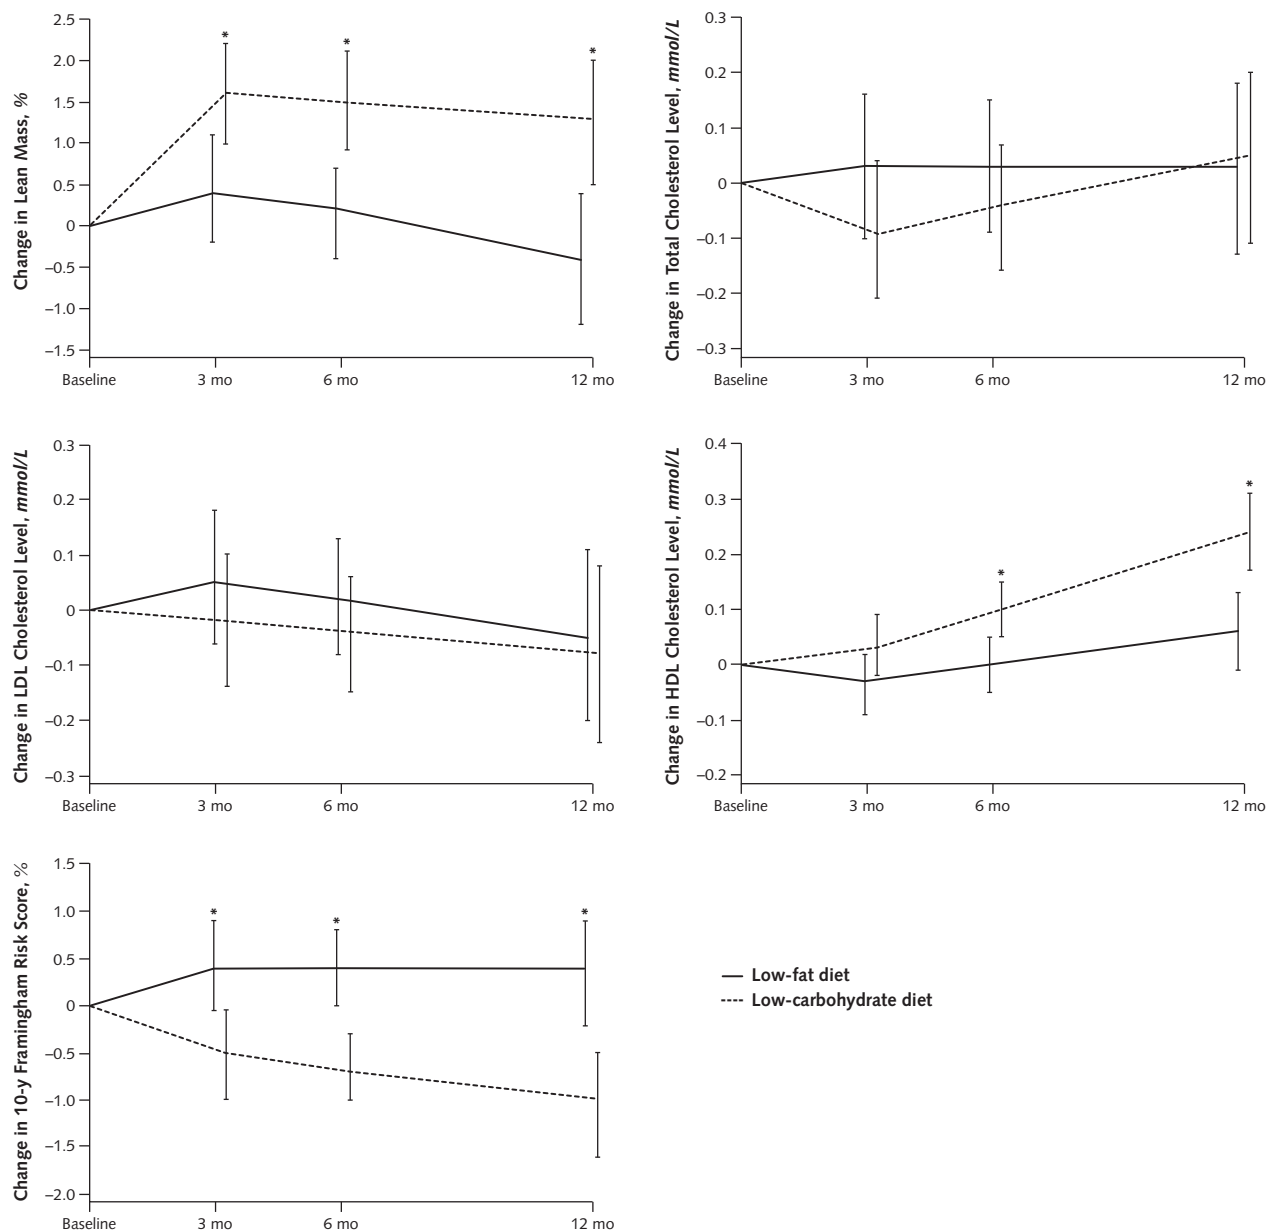 Change in Lean Mass, %
2.5
2.0
1.5
1.0
0.5
0
–0.5
–1.0
–1.5
* * *
Baseline 3 mo 6 mo 12 mo
Change in Total Cholesterol Level, mmol/L
0.3
0.2
0.1
0
–0.1
–0.2
–0.3
Baseline 3 mo 6 mo 12 mo
Change in LDL Cholesterol Level, mmol/L
0.3
0.2
0.1
0
–0.1
–0.2
–0.3
Baseline 3 mo 6 mo 12 mo
Change in HDL Cholesterol Level, mmol/L
0.4
0.3
0.2
0.1
0
–0.1
–0.2
* *
Baseline 3 mo 6 mo 12 mo
Change in 10-y Framingham Risk Score, %
1.5
1.0
0.5
0
–0.5
–1.0
–1.5
–2.0
* * *
Baseline 3 mo 6 mo 12 mo
Low-fat diet
Low-carbohydrate diet